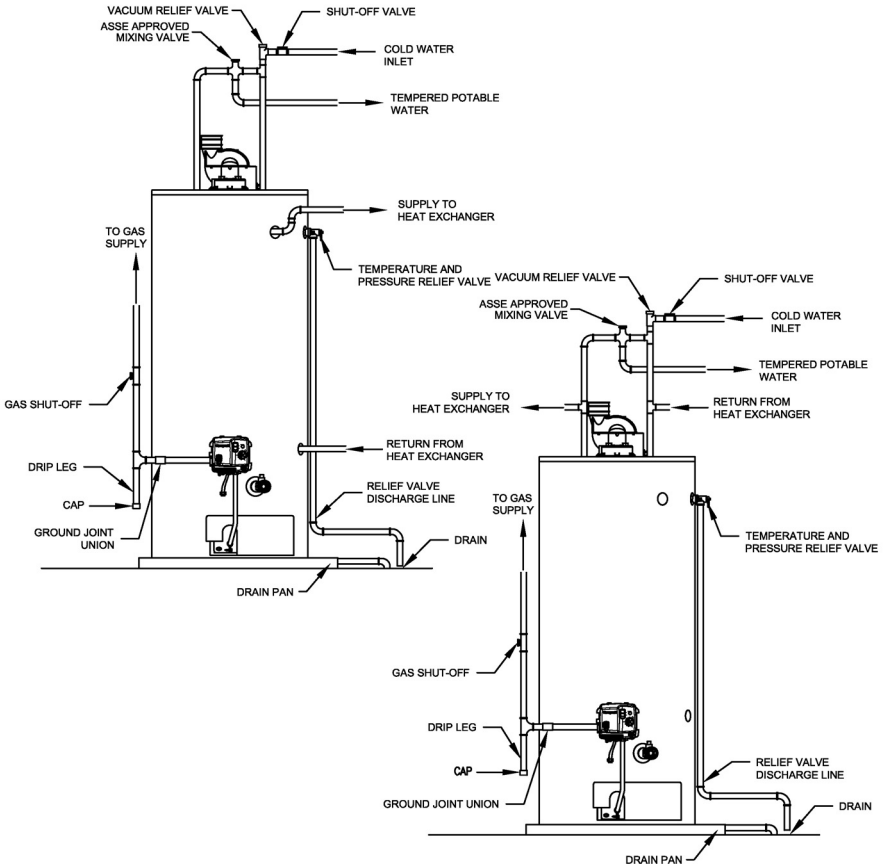 VACUUM RELIEF VALVE
SHUT-OFF VALVE
ASSE APPROVED
MIXING VALVE
COLD WATER
INLET
TEMPERED POTABLE
WATER
SUPPLY TO
HEAT EXCHANGER
TO GAS
SUPPLY
TEMPERATURE AND
PRESSURE RELIEF VALVE
GAS SHUT-OFF
RETURN FROM
HEAT EXCHANGER
DRIP LEG
CAP
RELIEF VALVE
DISCHARGE LINE
GROUND JOINT
UNION
DRAIN
DRAIN PAN
VACUUM RELIEF VALVE
SHUT-OFF VALVE
ASSE APPROVED
MIXING VALVE
COLD WATER
INLET
TEMPERED POTABLE
WATER
SUPPLY TO
HEAT EXCHANGER
RETURN FROM
HEAT EXCHANGER
TO GAS
SUPPLY
TEMPERATURE AND
PRESSURE RELIEF VALVE
GAS SHUT-OFF
DRIP LEG
CAP
RELIEF VALVE
DISCHARGE LINE
GROUND JOINT UNION
DRAIN
DRAIN PAN